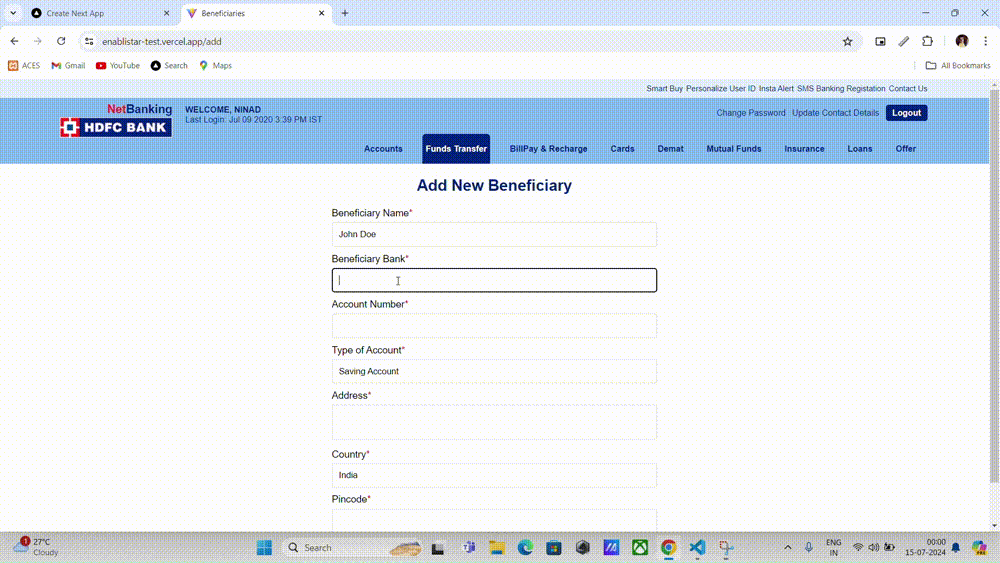 Create Next App
Beneficiaries
enablistar-test.vercel.app/add
ACES Gmail YouTube Search Maps All Bookmarks
Smart Buy Personalize User ID Insta Alert SMS Banking Registation Contact Us
NetBanking
HDFC BANK
WELCOME, NINAD
Last Login: Jul 09 2020 3:39 PM IST
Change Password Update Contact Details Logout
Accounts Funds Transfer BillPay & Recharge Cards Demat Mutual Funds Insurance Loans Offer
Add New Beneficiary
Beneficiary Name*
John Doe
Beneficiary Bank*
Account Number*
Type of Account*
Saving Account
Address*
Country*
India
Pincode*
1
27°C
Cloudy
Search
ENG
IN
00:00
15-07-2024